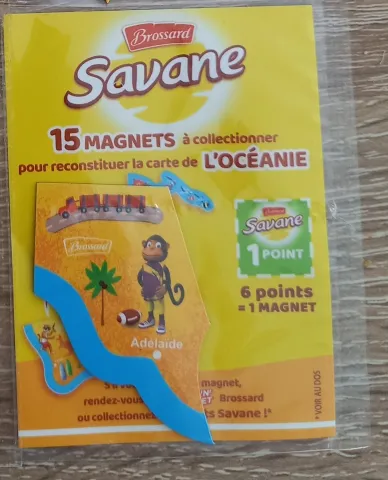 Brossard
Savane
15 MAGNETS à collectionner
pour reconstituer la carte de L'OCÉANIE
Brossard
Savane
1 POINT
6 points
= 1 MAGNET
Adélaïde
magnet,
rendez-vous Brossard
ou collectionnez Savane !*
* VOIR AU DOS